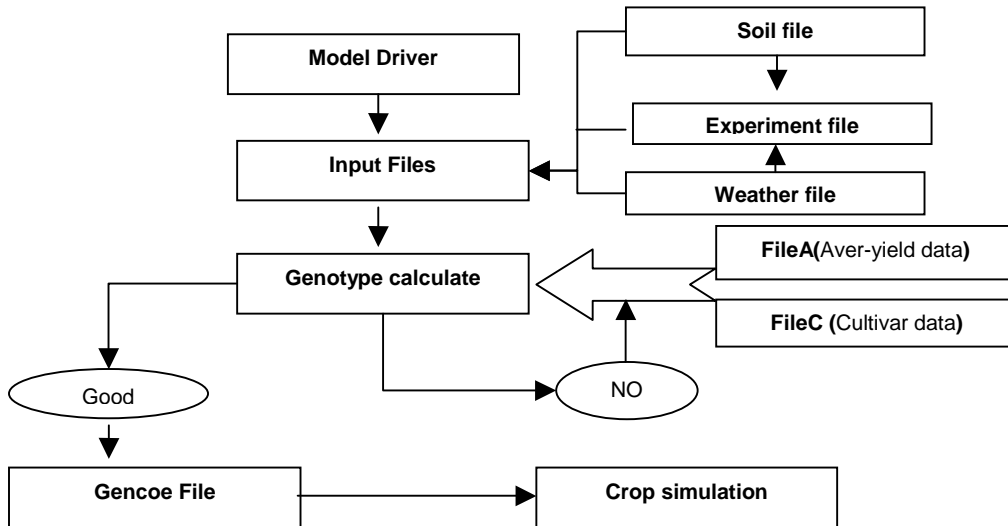 Soil file
Model Driver
Experiment file
Input Files
Weather file
FileA(Aver-yield data)
Genotype calculate
FileC (Cultivar data)
Good
NO
Gencoe File
Crop simulation